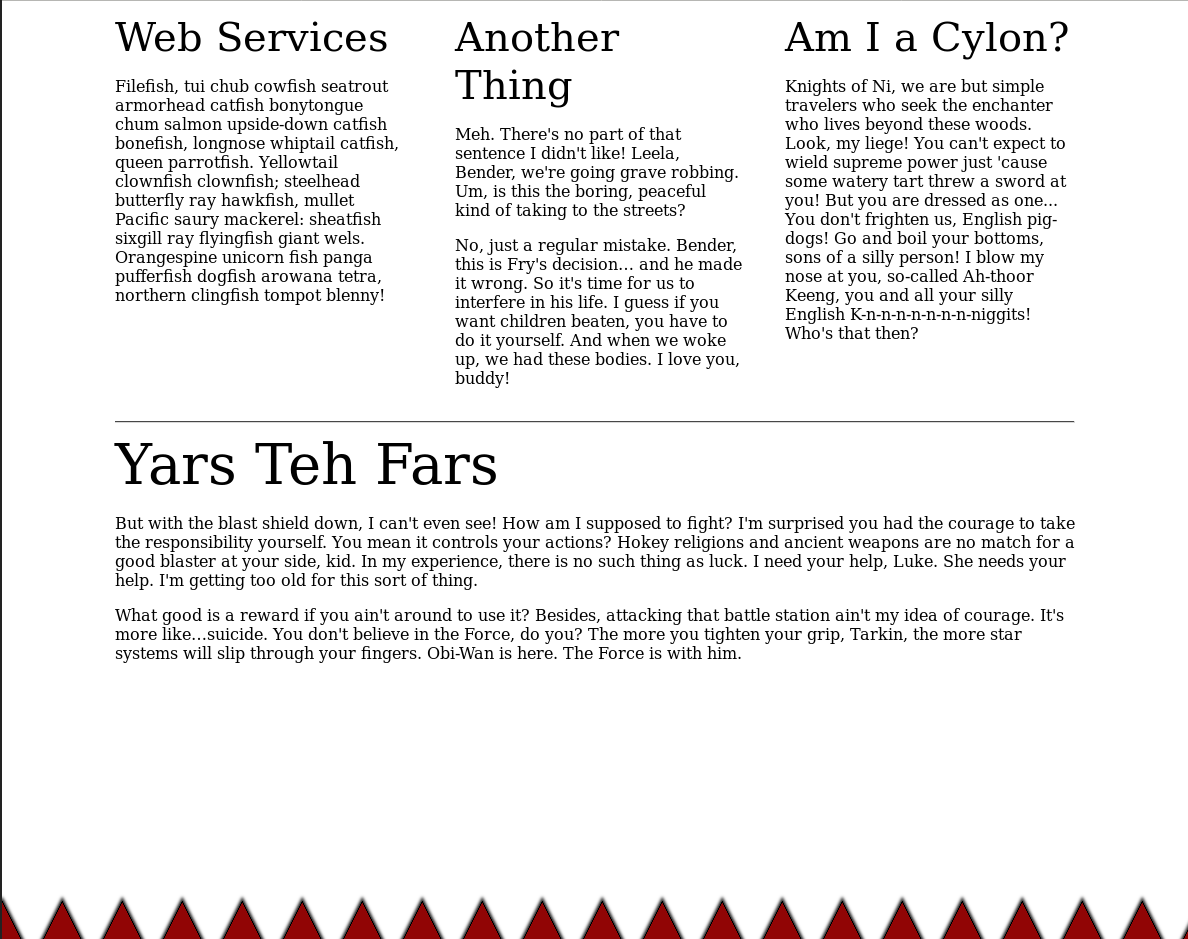 Web Services
Filefish, tui chub cowfish seatrout
armorhead catfish bonytongue
chum salmon upside-down catfish
bonefish, longnose whiptail catfish,
queen parrotfish. Yellowtail
clownfish clownfish; steelhead
butterfly ray hawkfish, mullet
Pacific saury mackerel: sheatfish
sixgill ray flyingfish giant wels.
Orangespine unicorn fish panga
pufferfish dogfish arowana tetra,
northern clingfish tompot blenny!
Another
Thing
Meh. There's no part of that
sentence I didn't like! Leela,
Bender, we're going grave robbing.
Um, is this the boring, peaceful
kind of taking to the streets?
No, just a regular mistake. Bender,
this is Fry's decision… and he made
it wrong. So it's time for us to
interfere in his life. I guess if you
want children beaten, you have to
do it yourself. And when we woke
up, we had these bodies. I love you,
buddy!
Am I a Cylon?
Knights of Ni, we are but simple
travelers who seek the enchanter
who lives beyond these woods.
Look, my liege! You can't expect to
wield supreme power just 'cause
some watery tart threw a sword at
you! But you are dressed as one…
You don't frighten us, English pig-
dogs! Go and boil your bottoms,
sons of a silly person! I blow my
nose at you, so-called Ah-thoor
Keeng, you and all your silly
English K-n-n-n-n-n-n-n-niggits!
Who's that then?
Yars Teh Fars
But with the blast shield down, I can't even see! How am I supposed to fight? I'm surprised you had the courage to take
the responsibility yourself. You mean it controls your actions? Hokey religions and ancient weapons are no match for a
good blaster at your side, kid. In my experience, there is no such thing as luck. I need your help, Luke. She needs your
help. I'm getting too old for this sort of thing.
What good is a reward if you ain't around to use it? Besides, attacking that battle station ain't my idea of courage. It's
more like…suicide. You don't believe in the Force, do you? The more you tighten your grip, Tarkin, the more star
systems will slip through your fingers. Obi-Wan is here. The Force is with him.